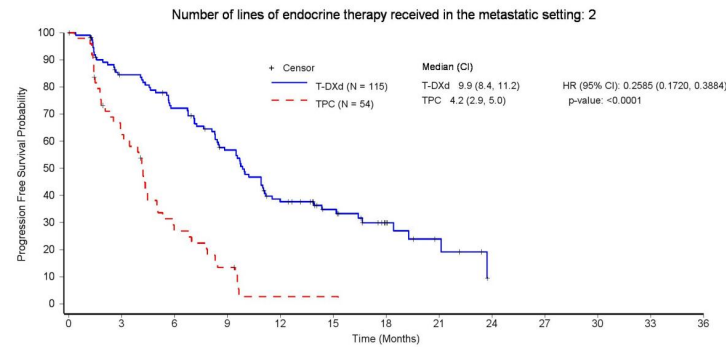 Number of lines of endocrine therapy received in the metastatic setting: 2
+ Censor
Median (CI)
T-DXd (N = 115)
T-DXd 9.9 (8.4, 11.2)
HR (95% CI): 0.2585 (0.1720, 0.3884)
TPC (N = 54)
TPC 4.2 (2.9, 5.0)
p-value: <0.0001
Progression Free Survival Probability
100
90
80
70
60
50
40
30
20
10
0
0 3 6 9 12 15 18 21 24 27 30 33 36
Time (Months)